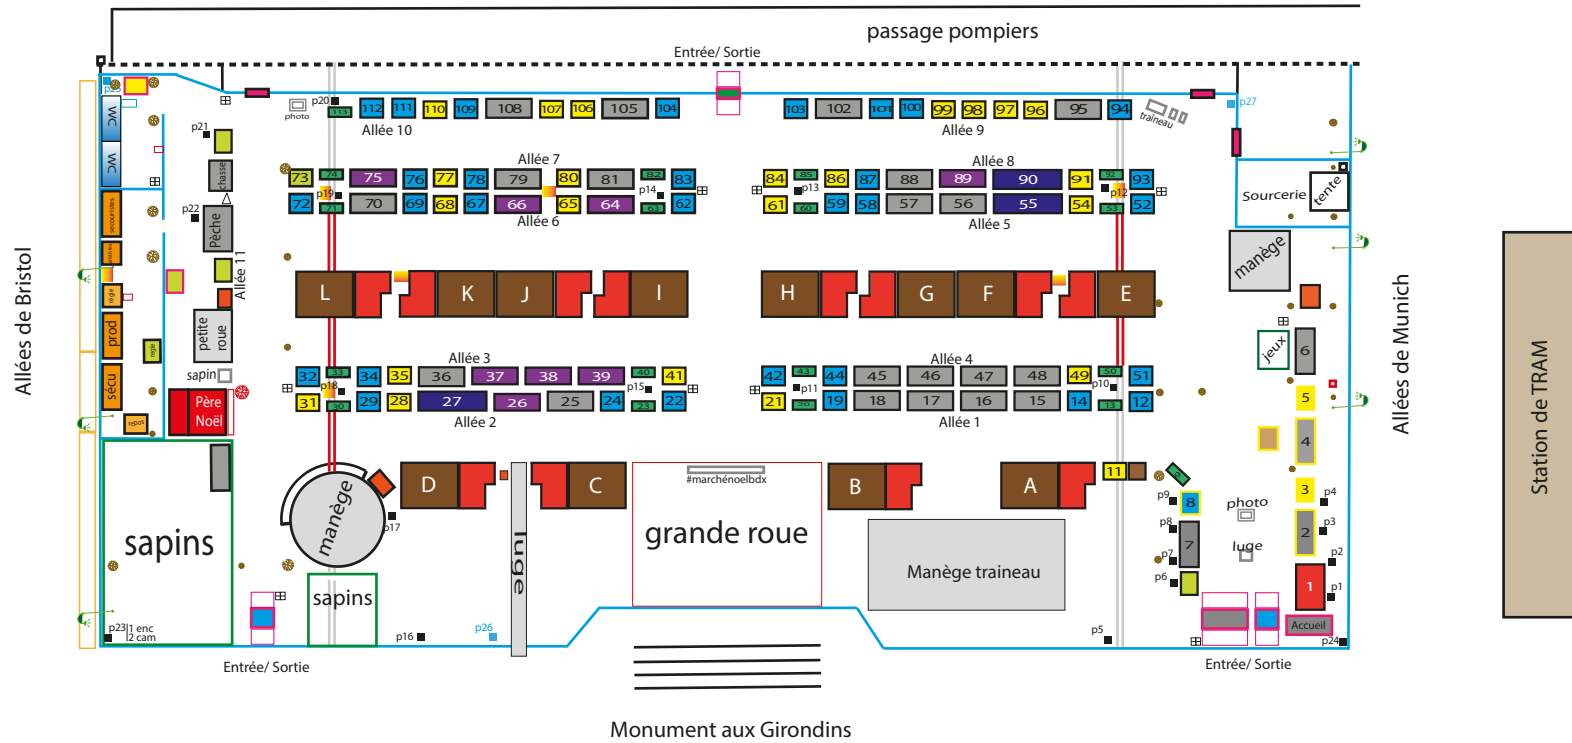 passage pompiers
Entrée/ Sortie
WC
WC
photo
p20
113
112
111
110
109
108
107
106
105
104
Allée 10
103
102
101
100
99
98
97
96
95
94
traîneau
Allée 9
p27
p21
chasse
Allée 7
73
74
75
76
77
78
79
80
81
82
83
p19
p14
72
71
70
69
68
67
66
65
64
63
62
Allée 6
Allée 8
84
85
86
87
88
89
90
91
92
93
p13
p12
61
60
59
58
57
56
55
54
53
52
Allée 5
Sourcerie
tente
p22
Pèche
Allée 11
secouristes
régie
prod
sécu
repos
regie
petite
roue
sapin
Père
Noël
Allées de Bristol
L
K
J
I
H
G
F
E
manège
jeux
6
Allées de Munich
Station de TRAM
Allée 3
32
33
34
35
36
37
38
39
40
41
p18
p15
31
30
29
28
27
26
25
24
23
22
Allée 2
Allée 4
42
43
44
45
46
47
48
49
50
51
p11
p10
21
20
19
18
17
16
15
14
13
12
Allée 1
5
4
3
2
1
D
C
B
A
11
#marchénoelbdx
grande roue
manège
p17
luge
sapins
sapins
Manège traineau
p9
8
p8
7
p7
p6
photo
luge
p4
p3
p2
p1
Accueil
p24
p5
p23
1 enc
2 cam
p16
p26
Entrée/ Sortie
Entrée/ Sortie
Monument aux Girondins